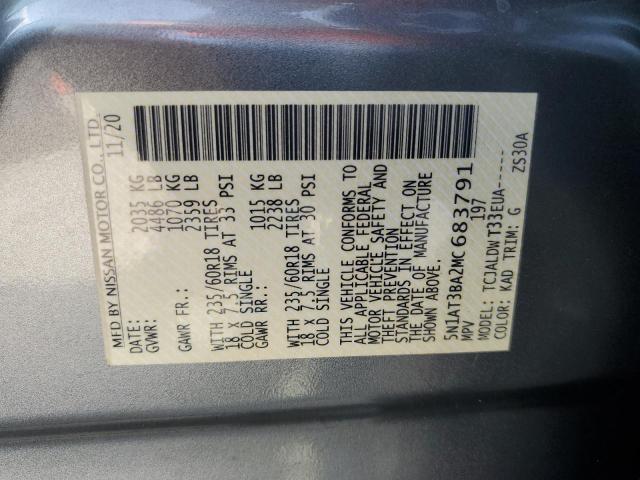 MFD BY NISSAN MOTOR CO., LTD.
DATE: 11/20
GVWR: 2035 KG
4486 LB
GAWR FR.: 1070 KG
2359 LB
WITH 235/60R18 TIRES
18 X 7.5 RIMS AT 33 PSI
COLD SINGLE
GAWR RR.: 1015 KG
2238 LB
WITH 235/60R18 TIRES
18 X 7.5 RIMS AT 30 PSI
COLD SINGLE
THIS VEHICLE CONFORMS TO
ALL APPLICABLE FEDERAL
MOTOR VEHICLE SAFETY AND
THEFT PREVENTION
STANDARDS IN EFFECT ON
THE DATE OF MANUFACTURE
SHOWN ABOVE.
5N1AT3BA2MC683791
MPV 197
MODEL: TCJALDWT33EUA-----
COLOR: KAD TRIM: G ZS30A